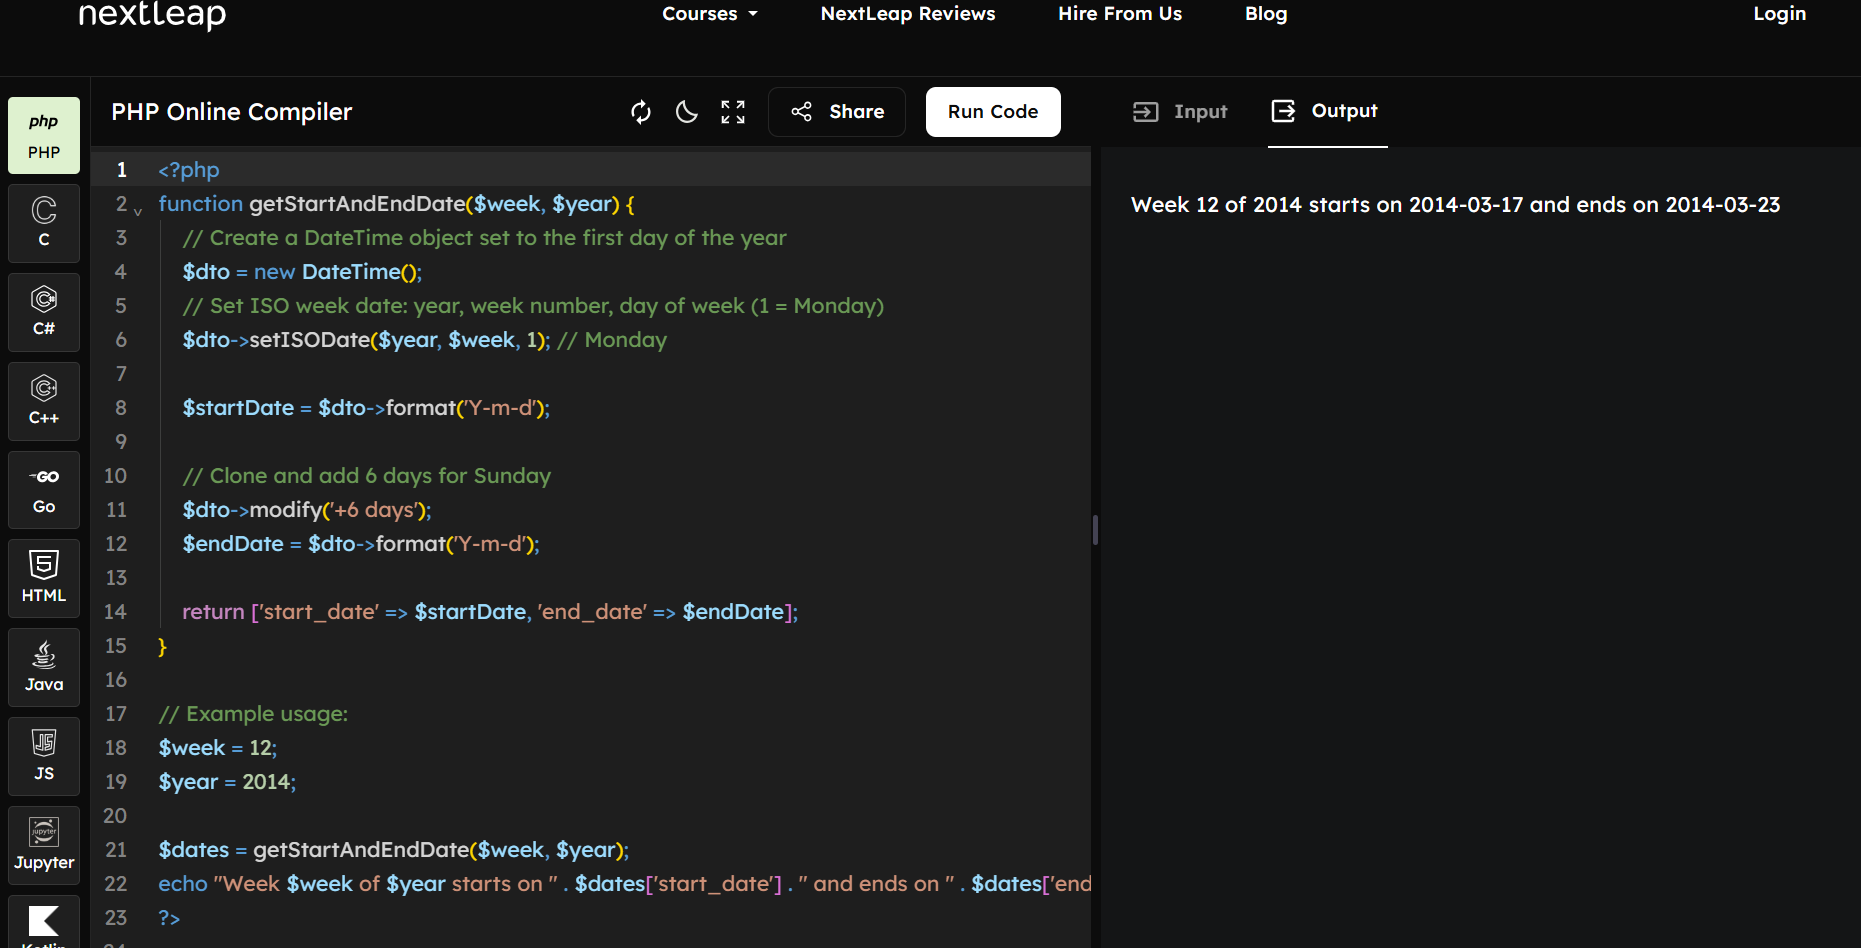 nextleap
Courses
NextLeap Reviews
Hire From Us
Blog
Login
php
PHP
C
C#
C++
GO
Go
HTML
Java
JS
jupyter
Jupyter
PHP Online Compiler
Share
Run Code
1 <?php
2 function getStartAndEndDate($week, $year) {
3 // Create a DateTime object set to the first day of the year
4 $dto = new DateTime();
5 // Set ISO week date: year, week number, day of week (1 = Monday)
6 $dto->setISODate($year, $week, 1); // Monday
7
8 $startDate = $dto->format('Y-m-d');
9
10 // Clone and add 6 days for Sunday
11 $dto->modify('+6 days');
12 $endDate = $dto->format('Y-m-d');
13
14 return ['start_date' => $startDate, 'end_date' => $endDate];
15 }
16
17 // Example usage:
18 $week = 12;
19 $year = 2014;
20
21 $dates = getStartAndEndDate($week, $year);
22 echo "Week $week of $year starts on " . $dates['start_date'] . " and ends on " . $dates['end
23 ?>
Input
Output
Week 12 of 2014 starts on 2014-03-17 and ends on 2014-03-23